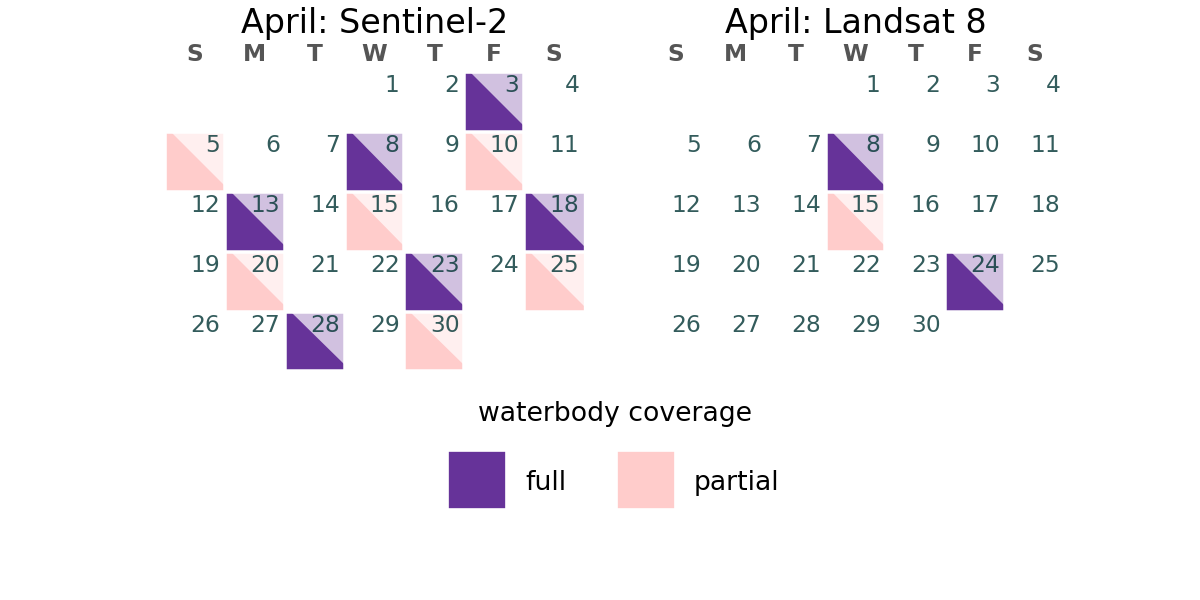 April: Sentinel-2
S M T W T F S
1 2 3 4
5 6 7 8 9 10 11
12 13 14 15 16 17 18
19 20 21 22 23 24 25
26 27 28 29 30
April: Landsat 8
S M T W T F S
1 2 3 4
5 6 7 8 9 10 11
12 13 14 15 16 17 18
19 20 21 22 23 24 25
26 27 28 29 30
waterbody coverage
full
partial